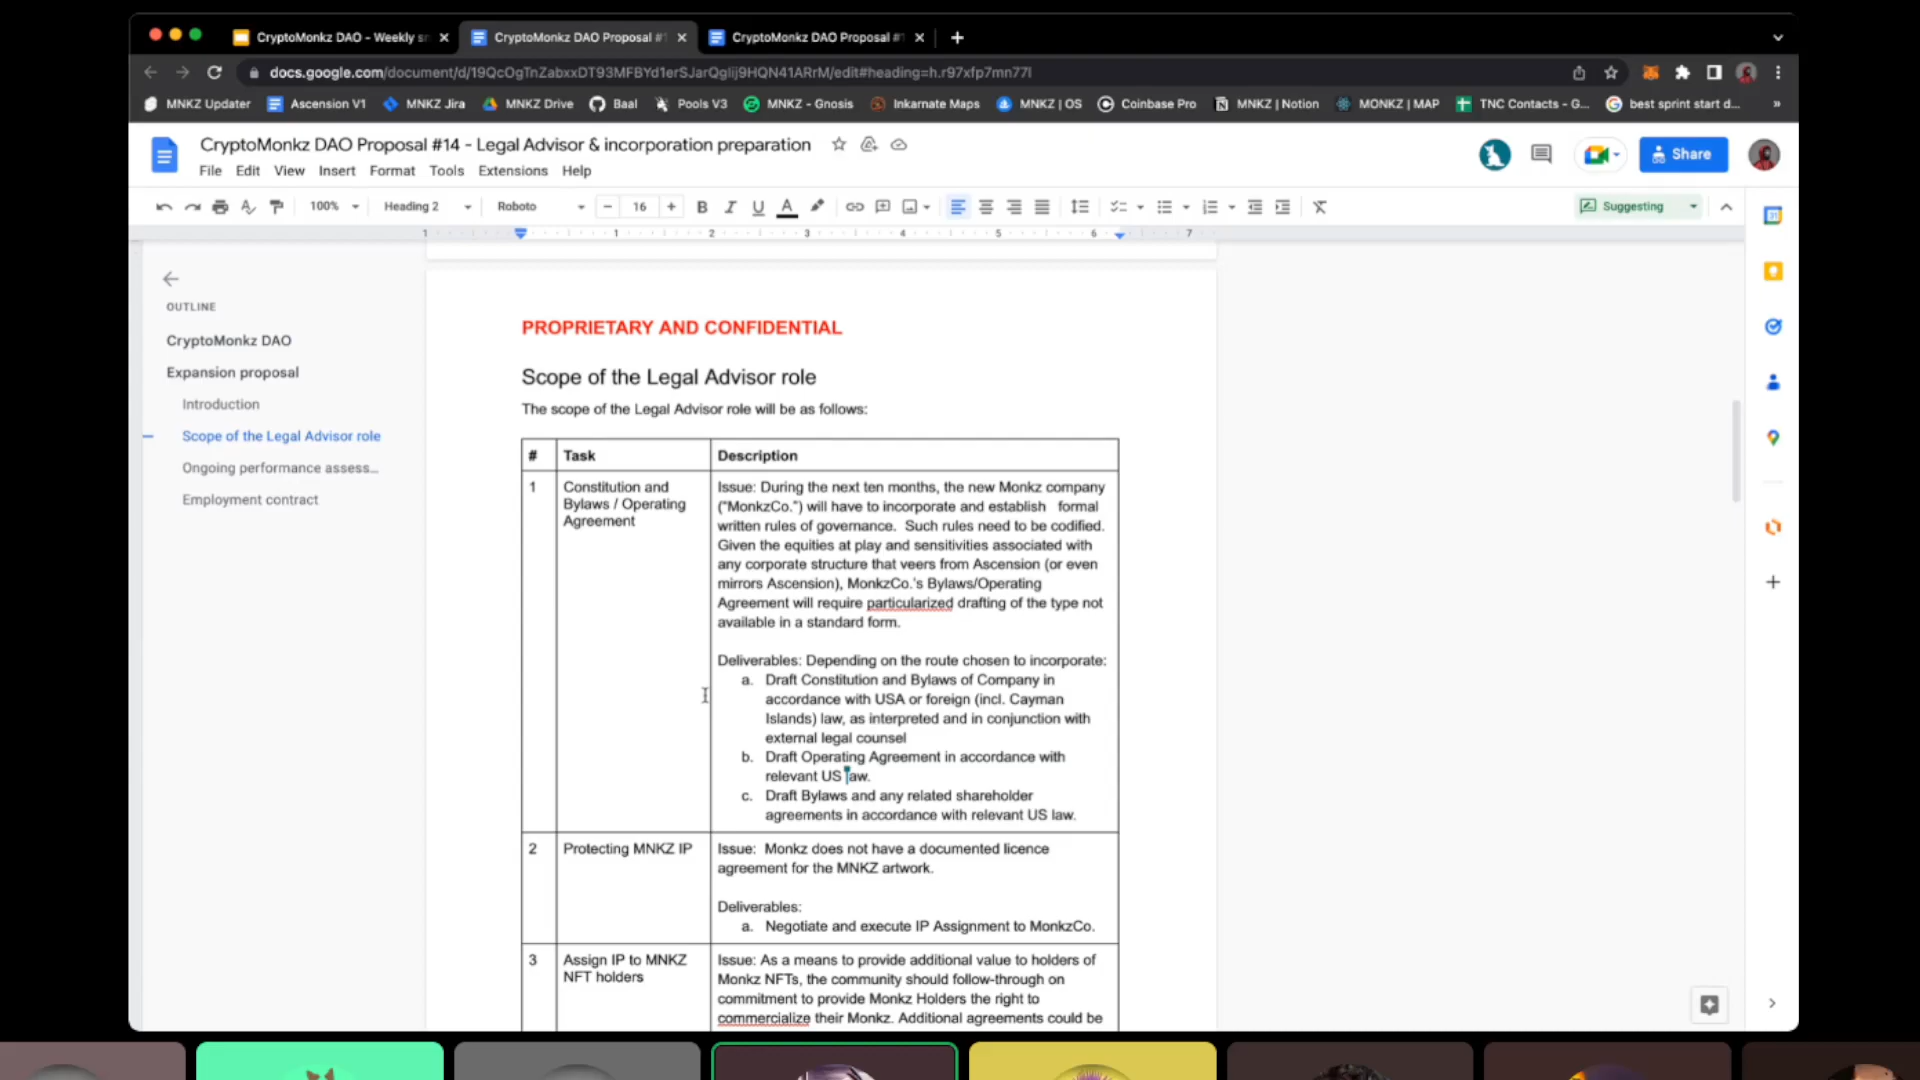 CryptoMonkz DAO - Weekly s
CryptoMonkz DAO Proposal #1
CryptoMonkz DAO Proposal #1
docs.google.com/document/d/19QcOgTnZabxxDT93MFBYd1erSJarQglij9HQN41ARrM/edit#heading=h.r97xfp7mn77l
MNKZ Updater
Ascension V1
MNKZ Jira
MNKZ Drive
Baal
Pools V3
MNKZ - Gnosis
Inkarnate Maps
MNKZ | OS
Coinbase Pro
MNKZ | Notion
MONKZ | MAP
TNC Contacts - G...
best sprint start d...
»
CryptoMonkz DAO Proposal #14 - Legal Advisor & incorporation preparation
File Edit View Insert Format Tools Extensions Help
Share
100% Heading 2 Roboto - 16 + B I U A
Suggesting
1 1 2 3 4 5 6 7
OUTLINE
CryptoMonkz DAO
Expansion proposal
Introduction
Scope of the Legal Advisor role
Ongoing performance assess...
Employment contract
PROPRIETARY AND CONFIDENTIAL
Scope of the Legal Advisor role
The scope of the Legal Advisor role will be as follows:
# Task Description
1 Constitution and
Bylaws / Operating
Agreement
Issue: During the next ten months, the new Monkz company
("MonkzCo.") will have to incorporate and establish formal
written rules of governance. Such rules need to be codified.
Given the equities at play and sensitivities associated with
any corporate structure that veers from Ascension (or even
mirrors Ascension), MonkzCo.'s Bylaws/Operating
Agreement will require particularized drafting of the type not
available in a standard form.
Deliverables: Depending on the route chosen to incorporate:
a. Draft Constitution and Bylaws of Company in
accordance with USA or foreign (incl. Cayman
Islands) law, as interpreted and in conjunction with
external legal counsel
b. Draft Operating Agreement in accordance with
relevant US law.
c. Draft Bylaws and any related shareholder
agreements in accordance with relevant US law.
2 Protecting MNKZ IP
Issue: Monkz does not have a documented licence
agreement for the MNKZ artwork.
Deliverables:
a. Negotiate and execute IP Assignment to MonkzCo.
3 Assign IP to MNKZ
NFT holders
Issue: As a means to provide additional value to holders of
Monkz NFTs, the community should follow-through on
commitment to provide Monkz Holders the right to
commercialize their Monkz. Additional agreements could be